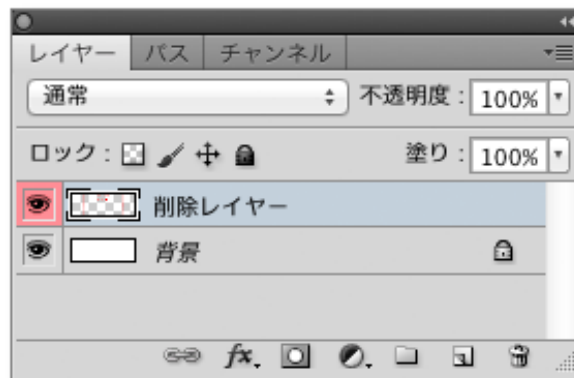 レイヤー パス チャンネル
通常 不透明度：100%
ロック： 塗り：100%
削除レイヤー
背景
fx.